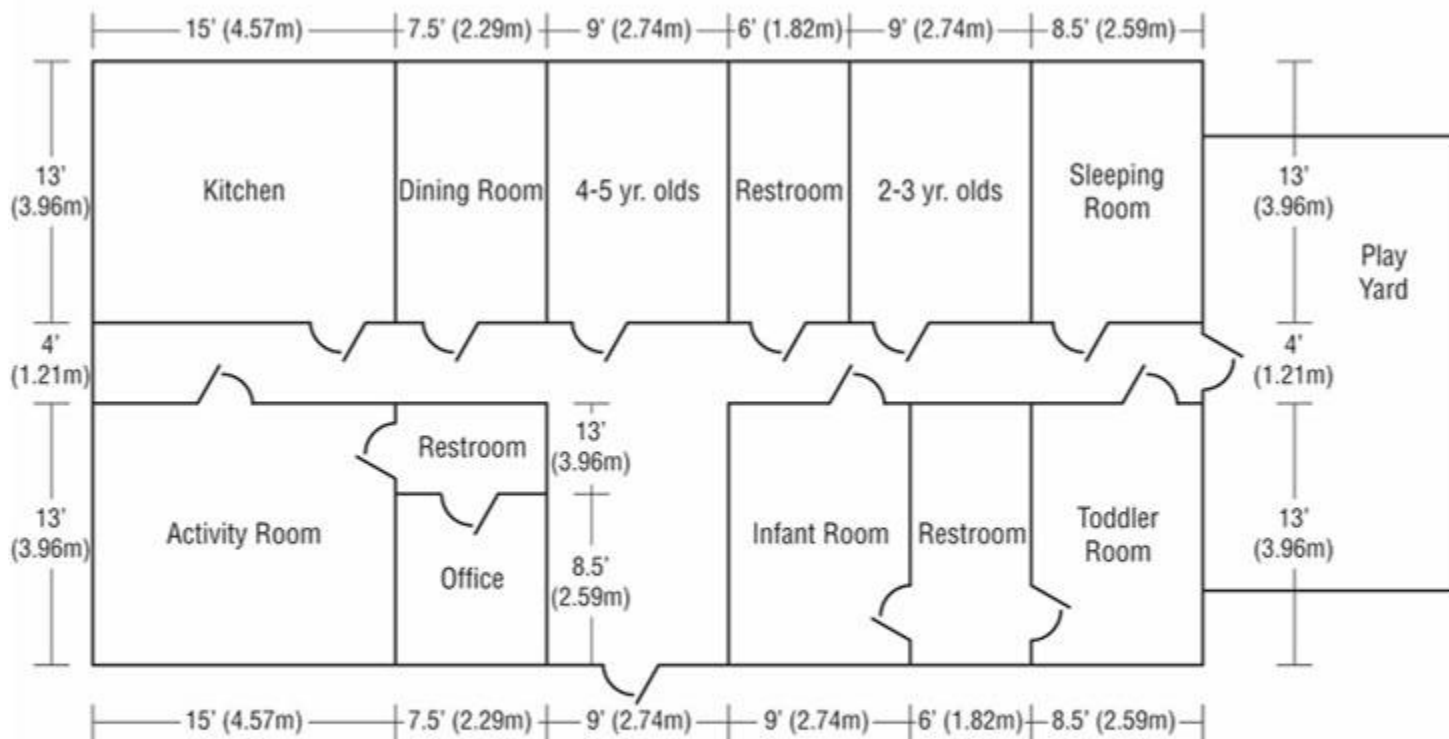 15’ (4.57m)
7.5’ (2.29m)
9’ (2.74m)
6’ (1.82m)
9’ (2.74m)
8.5’ (2.59m)
13’
(3.96m)
Kitchen
Dining Room
4-5 yr. olds
Restroom
2-3 yr. olds
Sleeping
Room
13’
(3.96m)
Play
Yard
4’
(1.21m)
4’
(1.21m)
13’
(3.96m)
Activity Room
Restroom
13’
(3.96m)
Office
8.5’
(2.59m)
Infant Room
Restroom
Toddler
Room
13’
(3.96m)
15’ (4.57m)
7.5’ (2.29m)
9’ (2.74m)
9’ (2.74m)
6’ (1.82m)
8.5’ (2.59m)